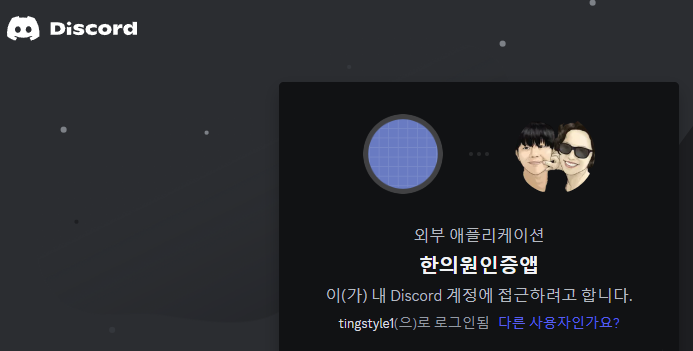 Discord
외부 애플리케이션
한의원인증앱
이(가) 내 Discord 계정에 접근하려고 합니다.
tingstyle1(으)로 로그인됨 다른 사용자인가요?